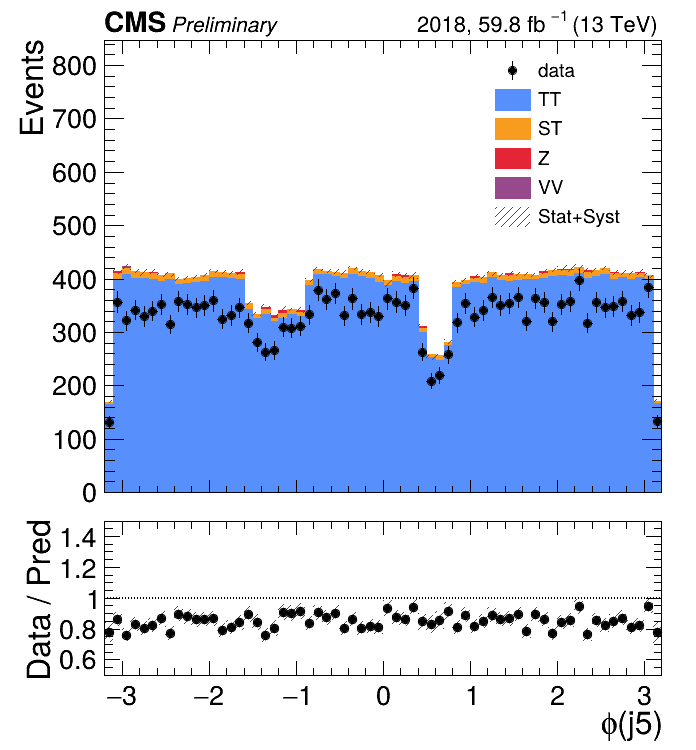 CMS Preliminary 2018, 59.8 fb⁻¹ (13 TeV)
Events
800
700
600
500
400
300
200
100
0
data
TT
ST
Z
VV
Stat+Syst
Data / Pred
1.4
1.2
1
0.8
0.6
−3 −2 −1 0 1 2 3
ϕ(j5)